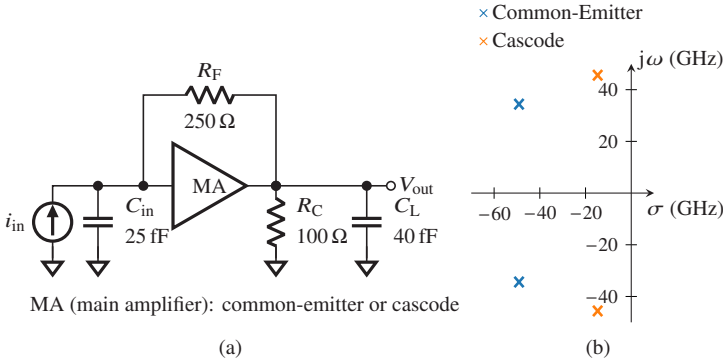 R_F
250 Ω
MA
V_out
i_in
C_in
25 fF
R_C
100 Ω
C_L
40 fF
MA (main amplifier): common-emitter or cascode
(a)
× Common-Emitter
× Cascode
jω (GHz)
40
20
−60 −40 −20
σ (GHz)
−20
−40
(b)